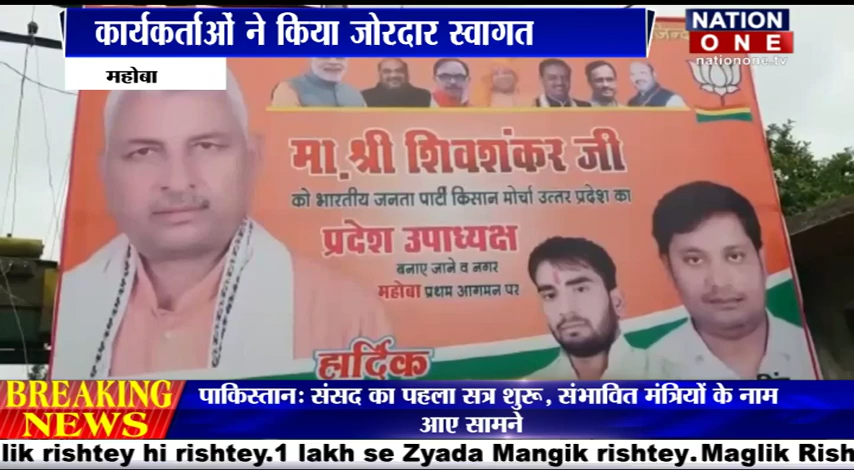 कार्यकर्ताओं ने किया जोरदार स्वागत
महोबा
NATION
ONE
nationonetv.in
मा. श्री शिवशंकर जी
को भारतीय जनता पार्टी किसान मोर्चा उत्तर प्रदेश का
प्रदेश उपाध्यक्ष
बनाए जाने व नगर
महोबा प्रथम आगमन पर
हार्दिक
BREAKING
NEWS
पाकिस्तान: संसद का पहला सत्र शुरू, संभावित मंत्रियों के नाम
आए सामने
lik rishtey hi rishtey.1 lakh se Zyada Mangik rishtey.Maglik Rish